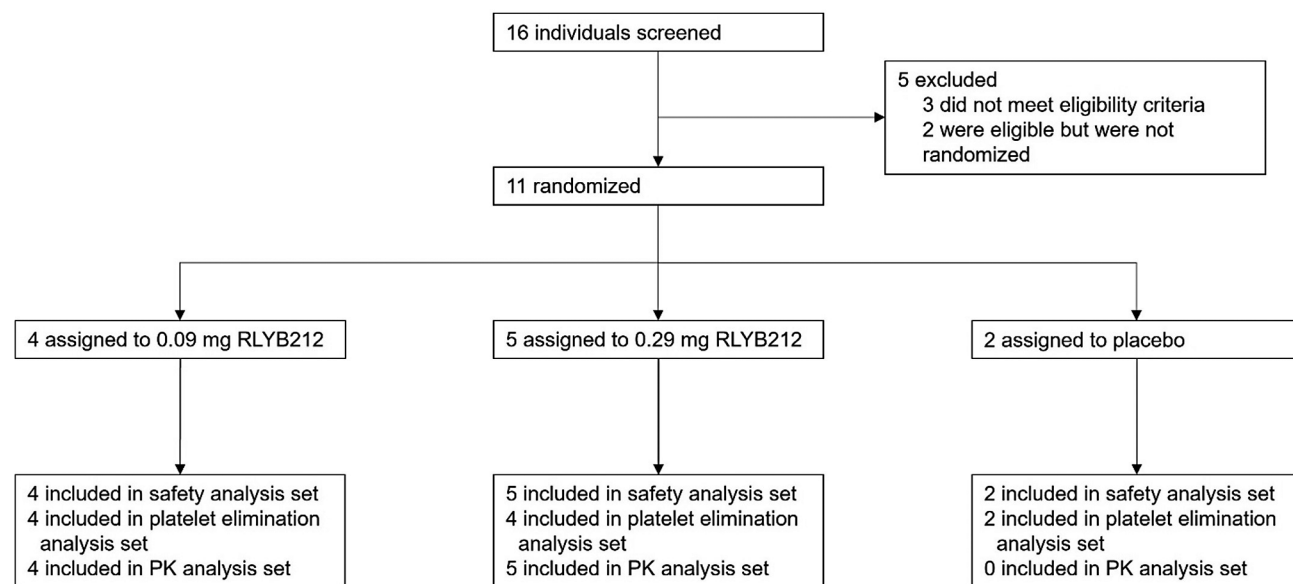 16 individuals screened
5 excluded
3 did not meet eligibility criteria
2 were eligible but were not
randomized
11 randomized
4 assigned to 0.09 mg RLYB212
5 assigned to 0.29 mg RLYB212
2 assigned to placebo
4 included in safety analysis set
4 included in platelet elimination
analysis set
4 included in PK analysis set
5 included in safety analysis set
4 included in platelet elimination
analysis set
5 included in PK analysis set
2 included in safety analysis set
2 included in platelet elimination
analysis set
0 included in PK analysis set